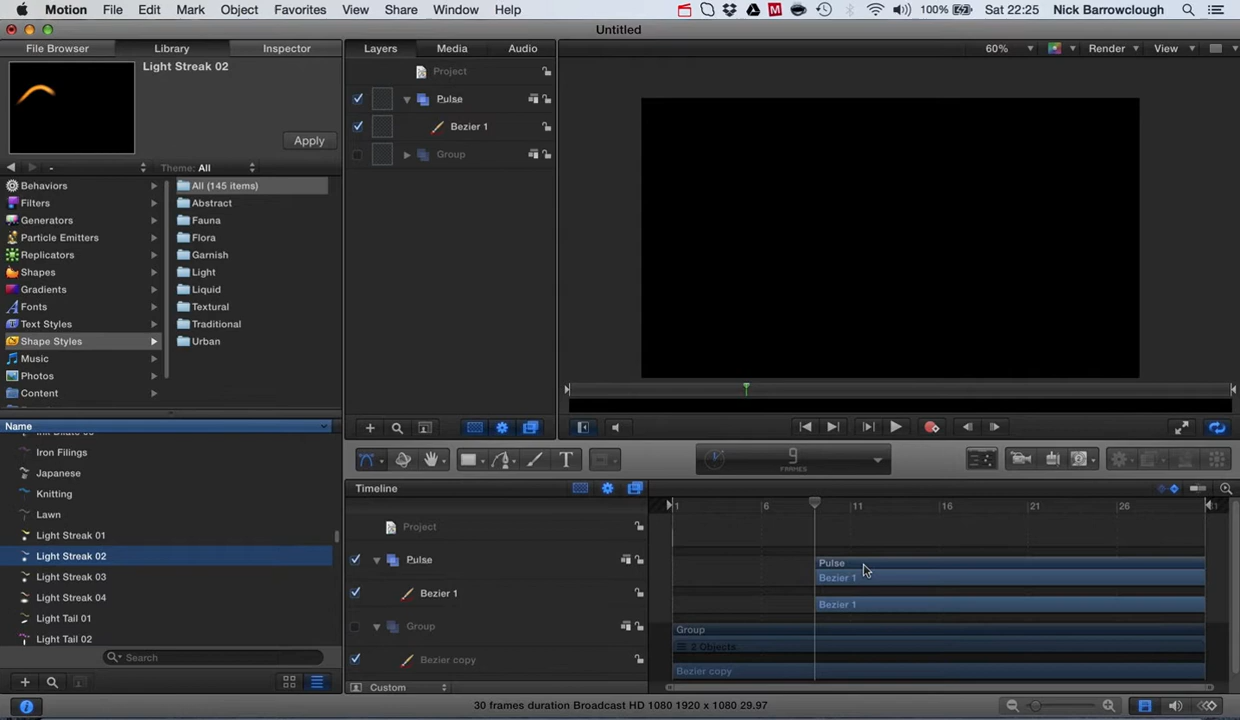 Motion File Edit Mark Object Favorites View Share Window Help 100% Sat 22:25 Nick Barrowclough
Untitled
File Browser Library Inspector
Light Streak 02
Apply
- Theme: All
Behaviors
Filters
Generators
Particle Emitters
Replicators
Shapes
Gradients
Fonts
Text Styles
Shape Styles
Music
Photos
Content
All (145 items)
Abstract
Fauna
Flora
Garnish
Light
Liquid
Textural
Traditional
Urban
Name
Iron Filings
Japanese
Knitting
Lawn
Light Streak 01
Light Streak 02
Light Streak 03
Light Streak 04
Light Tail 01
Light Tail 02
Search
Layers Media Audio
Project
Pulse
Bezier 1
Group
60% Render View
9
FRAMES
Timeline
1 6 11 16 21 26
Project
Pulse
Bezier 1
Group
Bezier copy
Pulse
Bezier 1
Bezier 1
Group
2 Objects
Bezier copy
Custom
30 frames duration Broadcast HD 1080 1920 x 1080 29.97